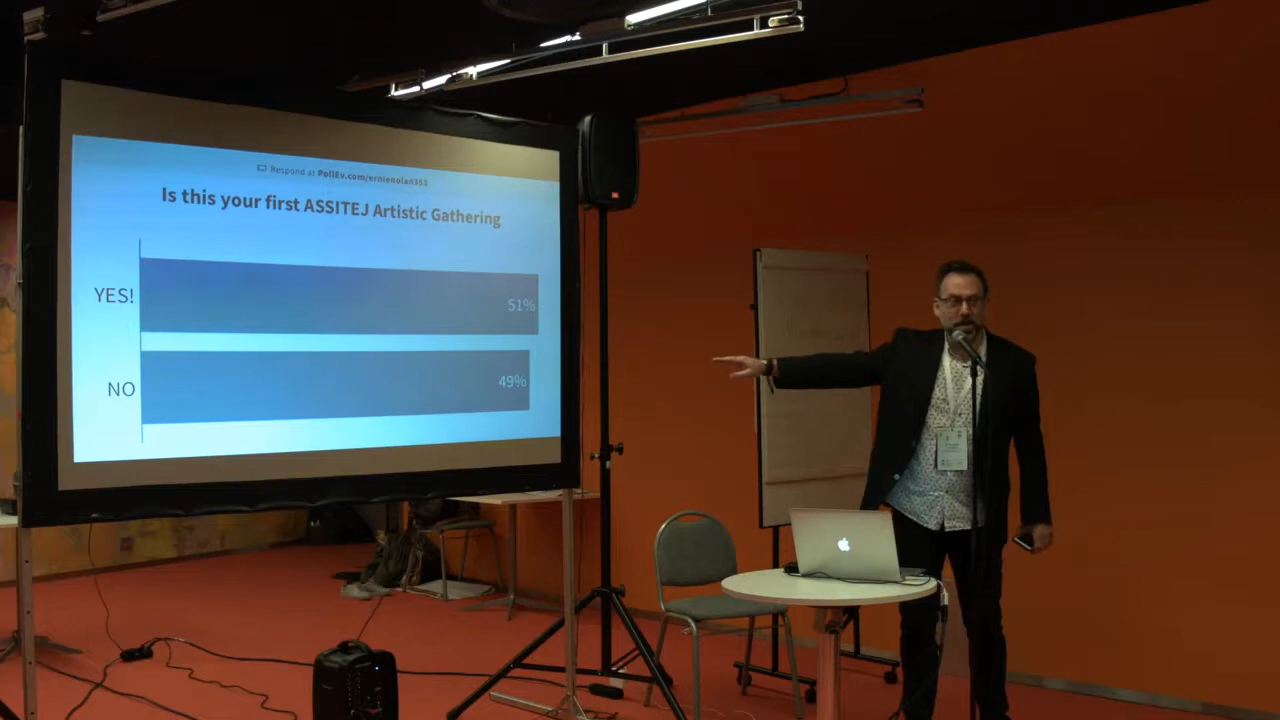 Respond at PollEv.com/ernienolan353
Is this your first ASSITEJ Artistic Gathering
YES!
51%
NO
49%